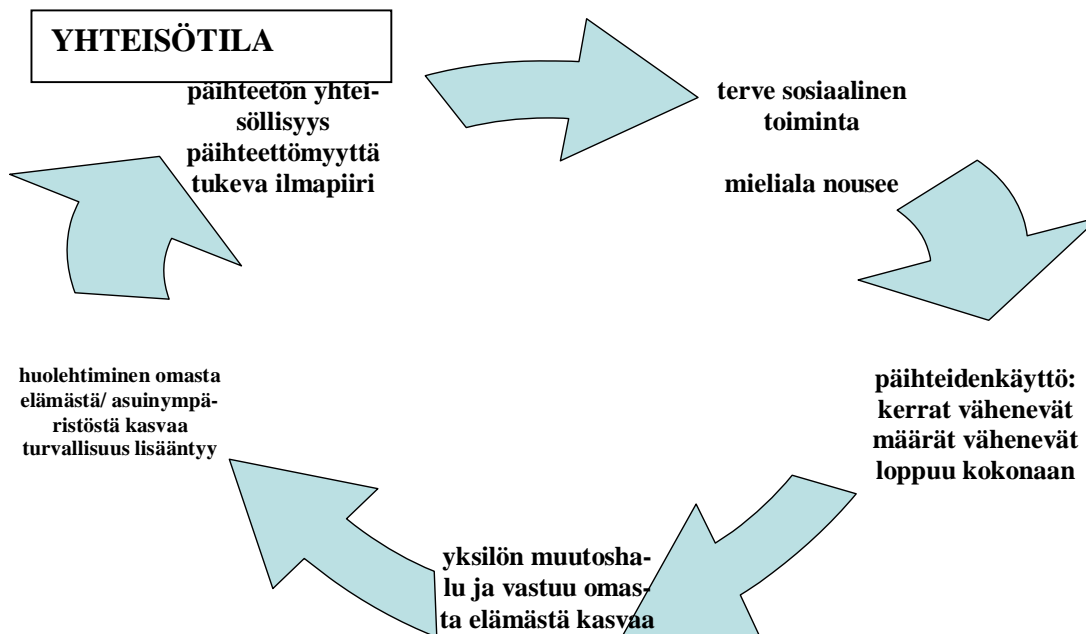 YHTEISÖTILA
päihteetön yhtei-
söllisyys
päihteettömyyttä
tukeva ilmapiiri
terve sosiaalinen
toiminta
mieliala nousee
päihteidenkäyttö:
kerrat vähenevät
määrät vähenevät
loppuu kokonaan
yksilön muutosha-
lu ja vastuu omas-
ta elämästä kasvaa
huolehtiminen omasta
elämästä/ asuinympä-
ristöstä kasvaa
turvallisuus lisääntyy